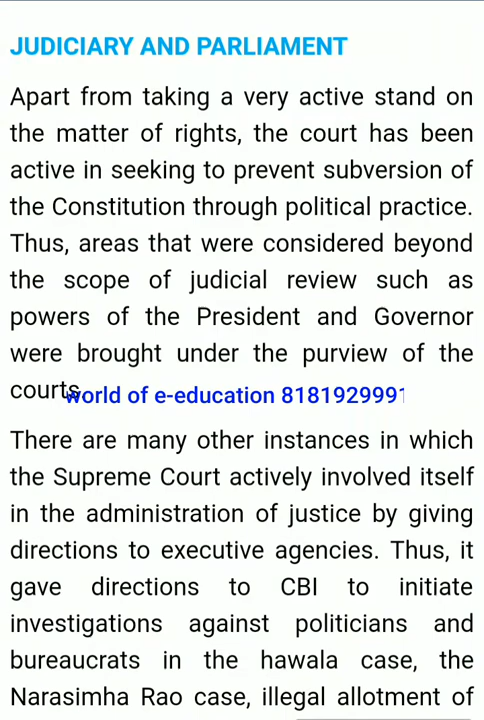 JUDICIARY AND PARLIAMENT
Apart from taking a very active stand on
the matter of rights, the court has been
active in seeking to prevent subversion of
the Constitution through political practice.
Thus, areas that were considered beyond
the scope of judicial review such as
powers of the President and Governor
were brought under the purview of the
courts.
world of e-education 8181929991
There are many other instances in which
the Supreme Court actively involved itself
in the administration of justice by giving
directions to executive agencies. Thus, it
gave directions to CBI to initiate
investigations against politicians and
bureaucrats in the hawala case, the
Narasimha Rao case, illegal allotment of